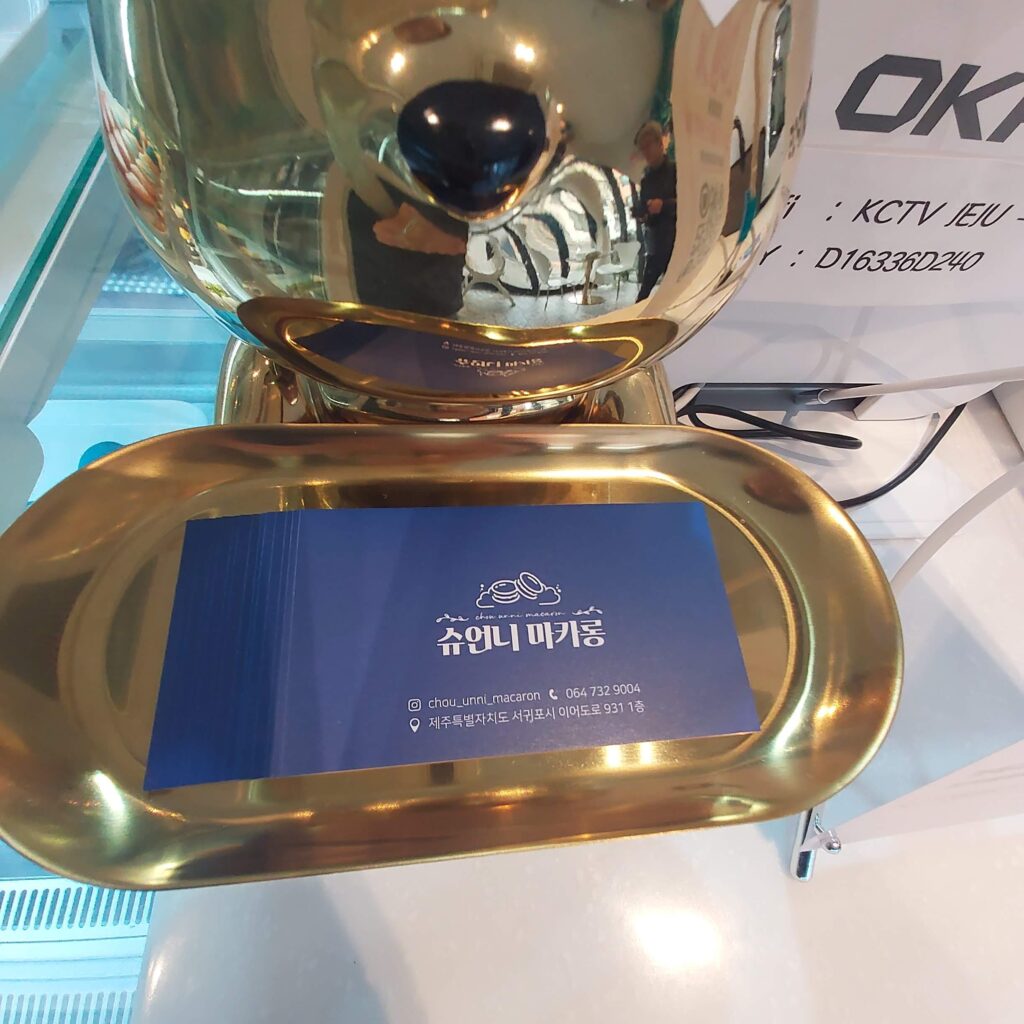 : KCTV JEJU -
Y : D16336D240
chou unni macaron
슈언니 마카롱
chou_unni_macaron 064 732 9004
제주특별자치도 서귀포시 이어도로 931 1층